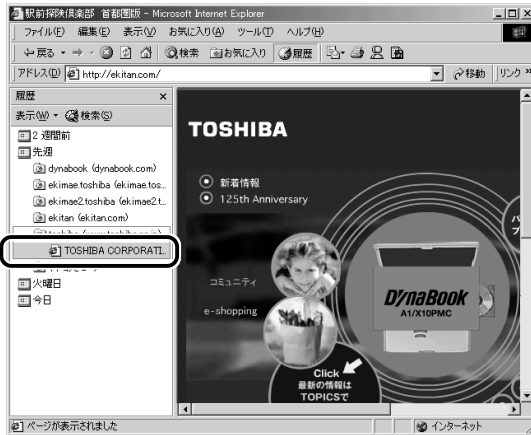 駅前探険倶楽部 首都圏版 - Microsoft Internet Explorer
ファイル(F) 編集(E) 表示(V) お気に入り(A) ツール(T) ヘルプ(H)
戻る 検索 お気に入り 履歴
アドレス(D) http://ekitan.com/ 移動 リンク »
履歴 ×
表示(W) 検索(S)
2 週間前
先週
dynabook (dynabook.com)
ekimae.toshiba (ekimae.tos...
ekimae2.toshiba (ekimae2.t...
ekitan (ekitan.com)
TOSHIBA CORPORATI...
火曜日
今日
TOSHIBA
新着情報
125th Anniversary
コミュニティ
e-shopping
DynaBook
A1/X10PMC
Click
最新の情報は
TOPICSで
ページが表示されました
インターネット